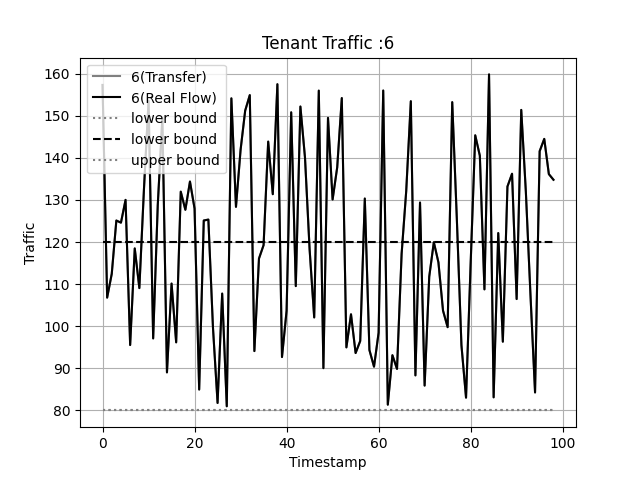 Tenant Traffic :6
6(Transfer)
6(Real Flow)
lower bound
lower bound
upper bound
Traffic
160
150
140
130
120
110
100
90
80
0 20 40 60 80 100
Timestamp